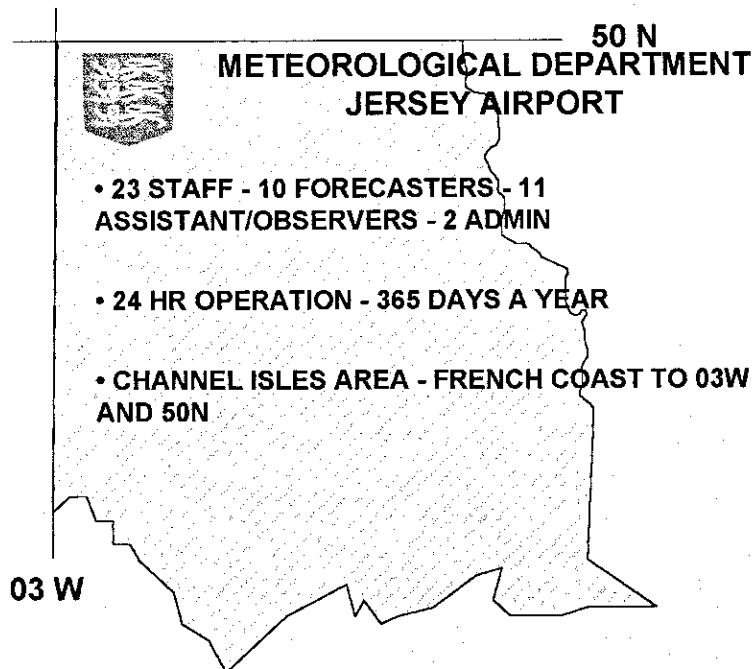 50 N
METEOROLOGICAL DEPARTMENT
JERSEY AIRPORT
• 23 STAFF - 10 FORECASTERS - 11
ASSISTANT/OBSERVERS - 2 ADMIN
• 24 HR OPERATION - 365 DAYS A YEAR
• CHANNEL ISLES AREA - FRENCH COAST TO 03W
AND 50N
03 W